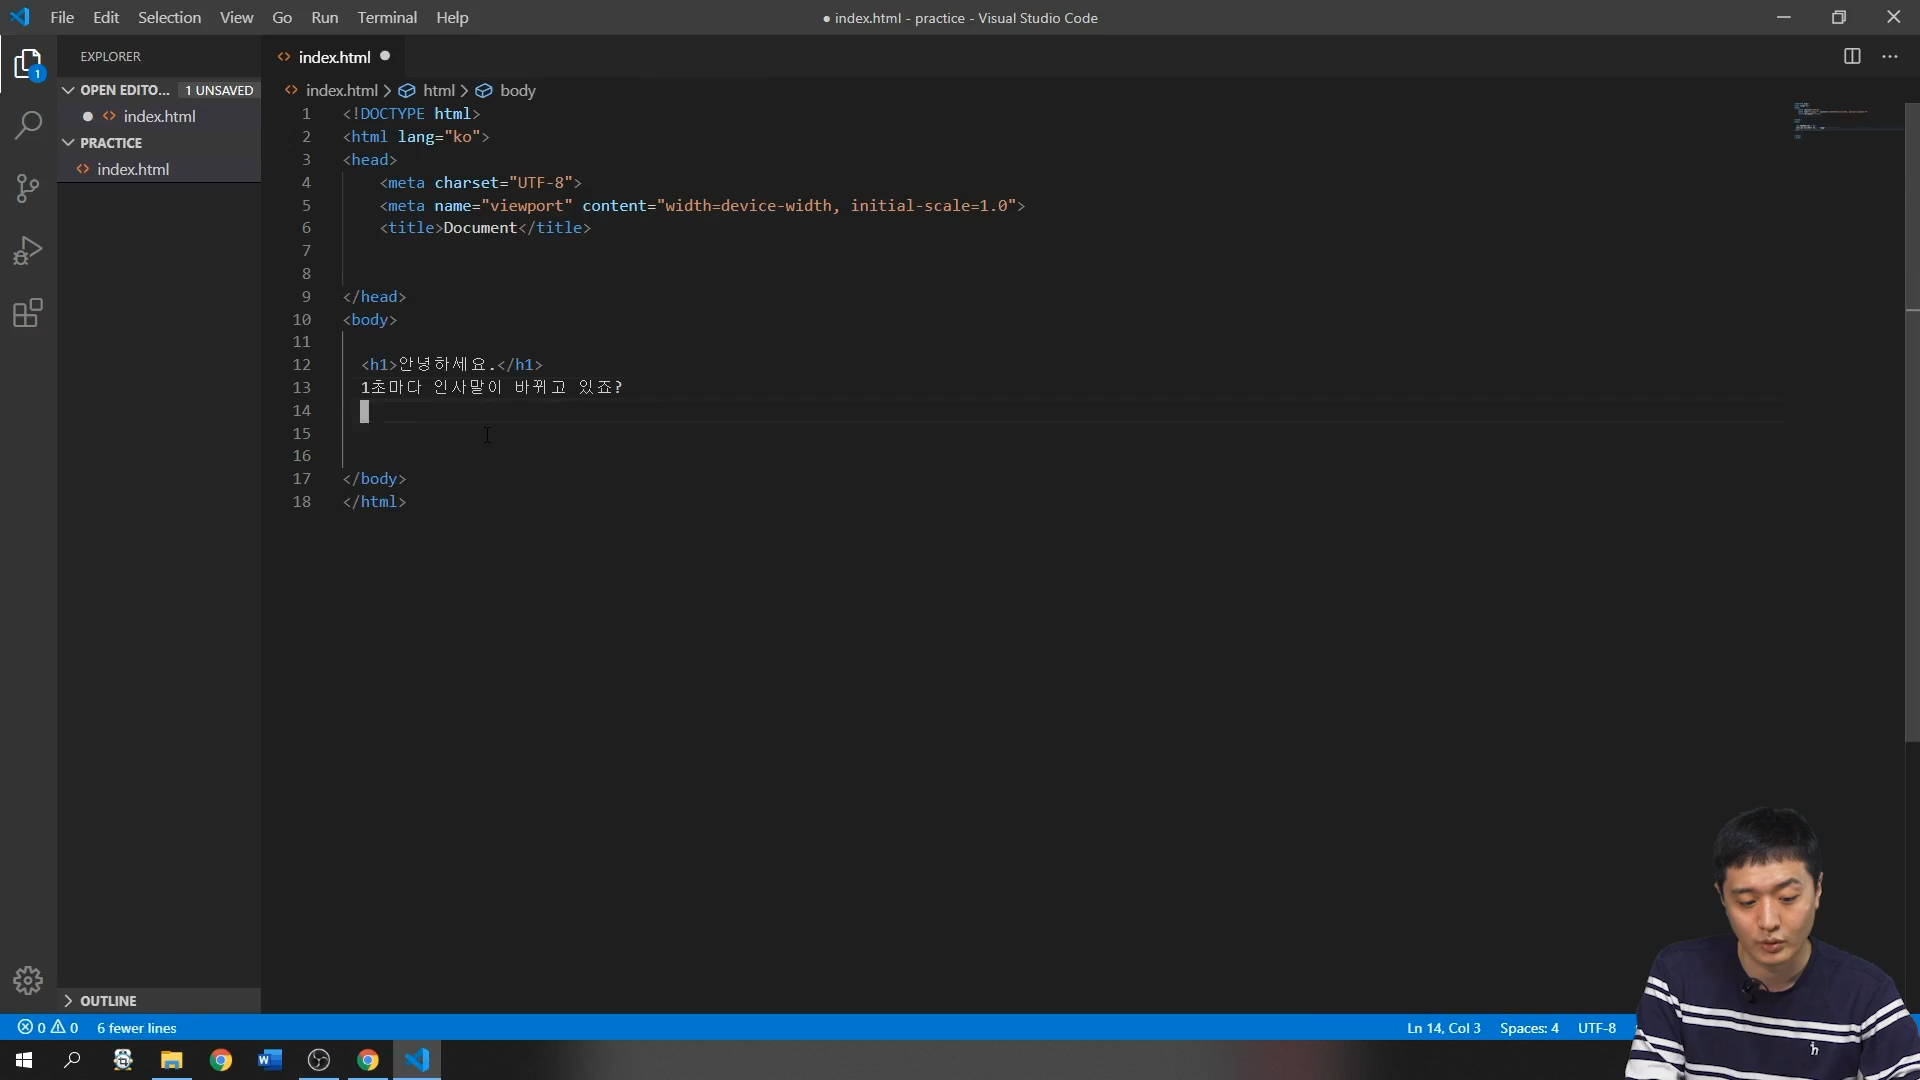 File Edit Selection View Go Run Terminal Help
● index.html - practice - Visual Studio Code
EXPLORER
OPEN EDITO... 1 UNSAVED
index.html
PRACTICE
index.html
OUTLINE
1
index.html
index.html > html > body
1 <!DOCTYPE html>
2 <html lang="ko">
3 <head>
4 <meta charset="UTF-8">
5 <meta name="viewport" content="width=device-width, initial-scale=1.0">
6 <title>Document</title>
7
8
9 </head>
10 <body>
11
12 <h1>안녕하세요.</h1>
13 1초마다 인사말이 바뀌고 있죠?
14
15
16
17 </body>
18 </html>
0 0 6 fewer lines
Ln 14, Col 3 Spaces: 4 UTF-8